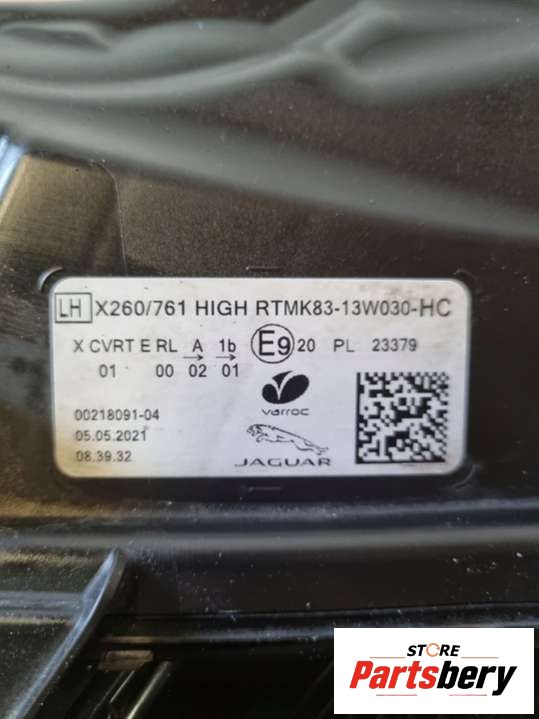 LH X260/761 HIGH RTMK83-13W030-HC
X CVRT E RL A 1b E9 20 PL 23379
01 00 02 01
00218091-04
varroc
05.05.2021
08.39.32
JAGUAR
STORE
Partsbery